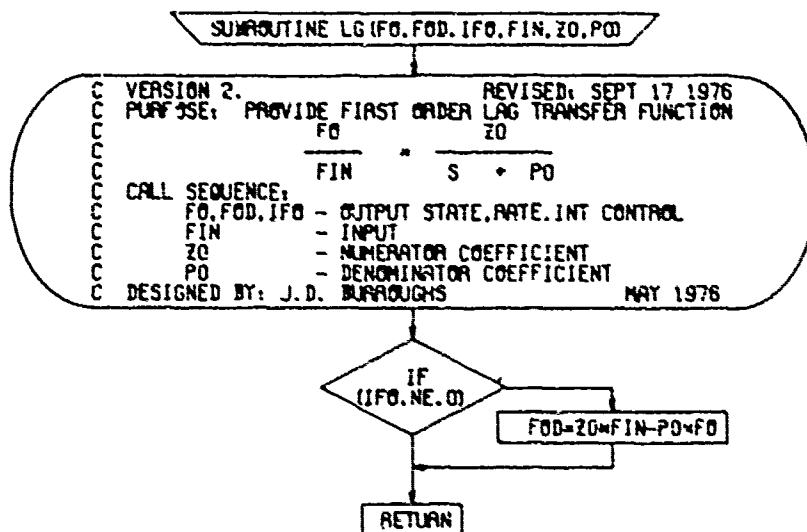 SUBROUTINE LG(FO,FOD,IFO,FIN,ZO,PO)
C VERSION 2. REVISED: SEPT 17 1976
C PURPOSE: PROVIDE FIRST ORDER LAG TRANSFER FUNCTION
C FO ZO
C =
C FIN S + PO
C CALL SEQUENCE:
C FO,FOD,IFO - OUTPUT STATE,RATE,INT CONTROL
C FIN - INPUT
C ZO - NUMERATOR COEFFICIENT
C PO - DENOMINATOR COEFFICIENT
C DESIGNED BY: J.D. BURROUGHS MAY 1976
IF
(IFO.NE.0)
FOD=ZO*FIN-PO*FO
RETURN